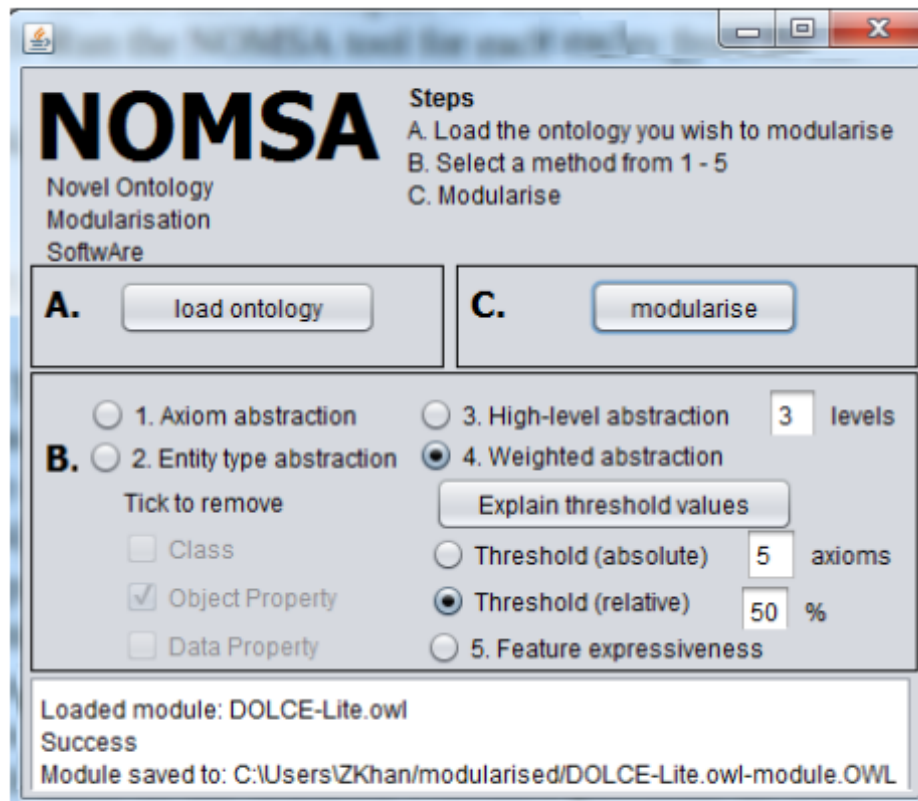 NOMSA
Novel Ontology
Modularisation
SoftwAre
Steps
A. Load the ontology you wish to modularise
B. Select a method from 1 - 5
C. Modularise
A.
load ontology
C.
modularise
B.
1. Axiom abstraction
2. Entity type abstraction
Tick to remove
Class
Object Property
Data Property
3. High-level abstraction 3 levels
4. Weighted abstraction
Explain threshold values
Threshold (absolute) 5 axioms
Threshold (relative) 50 %
5. Feature expressiveness
Loaded module: DOLCE-Lite.owl
Success
Module saved to: C:\Users\ZKhan/modularised/DOLCE-Lite.owl-module.OWL